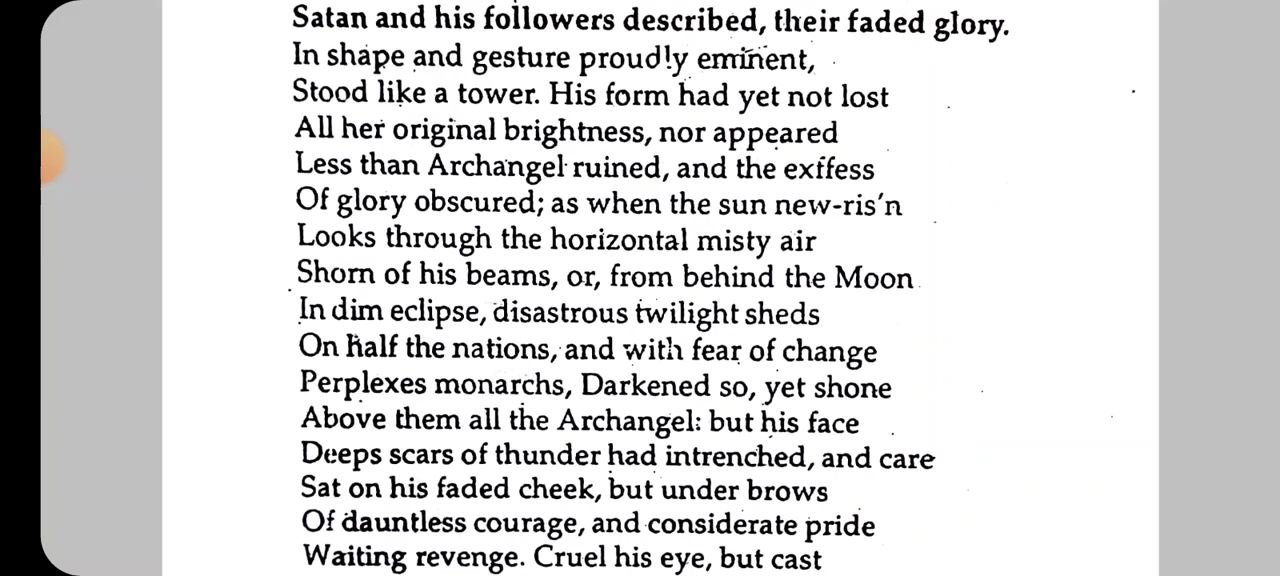 Satan and his followers described, their faded glory.
In shape and gesture proud!y eminent,
Stood like a tower. His form had yet not lost
All her original brightness, nor appeared
Less than Archangel ruined, and the exffess
Of glory obscured; as when the sun new-ris'n
Looks through the horizontal misty air
Shorn of his beams, or, from behind the Moon
In dim eclipse, disastrous twilight sheds
On half the nations, and with fear of change
Perplexes monarchs, Darkened so, yet shone
Above them all the Archangel: but his face
Deeps scars of thunder had intrenched, and care
Sat on his faded cheek, but under brows
Of dauntless courage, and considerate pride
Waiting revenge. Cruel his eye, but cast